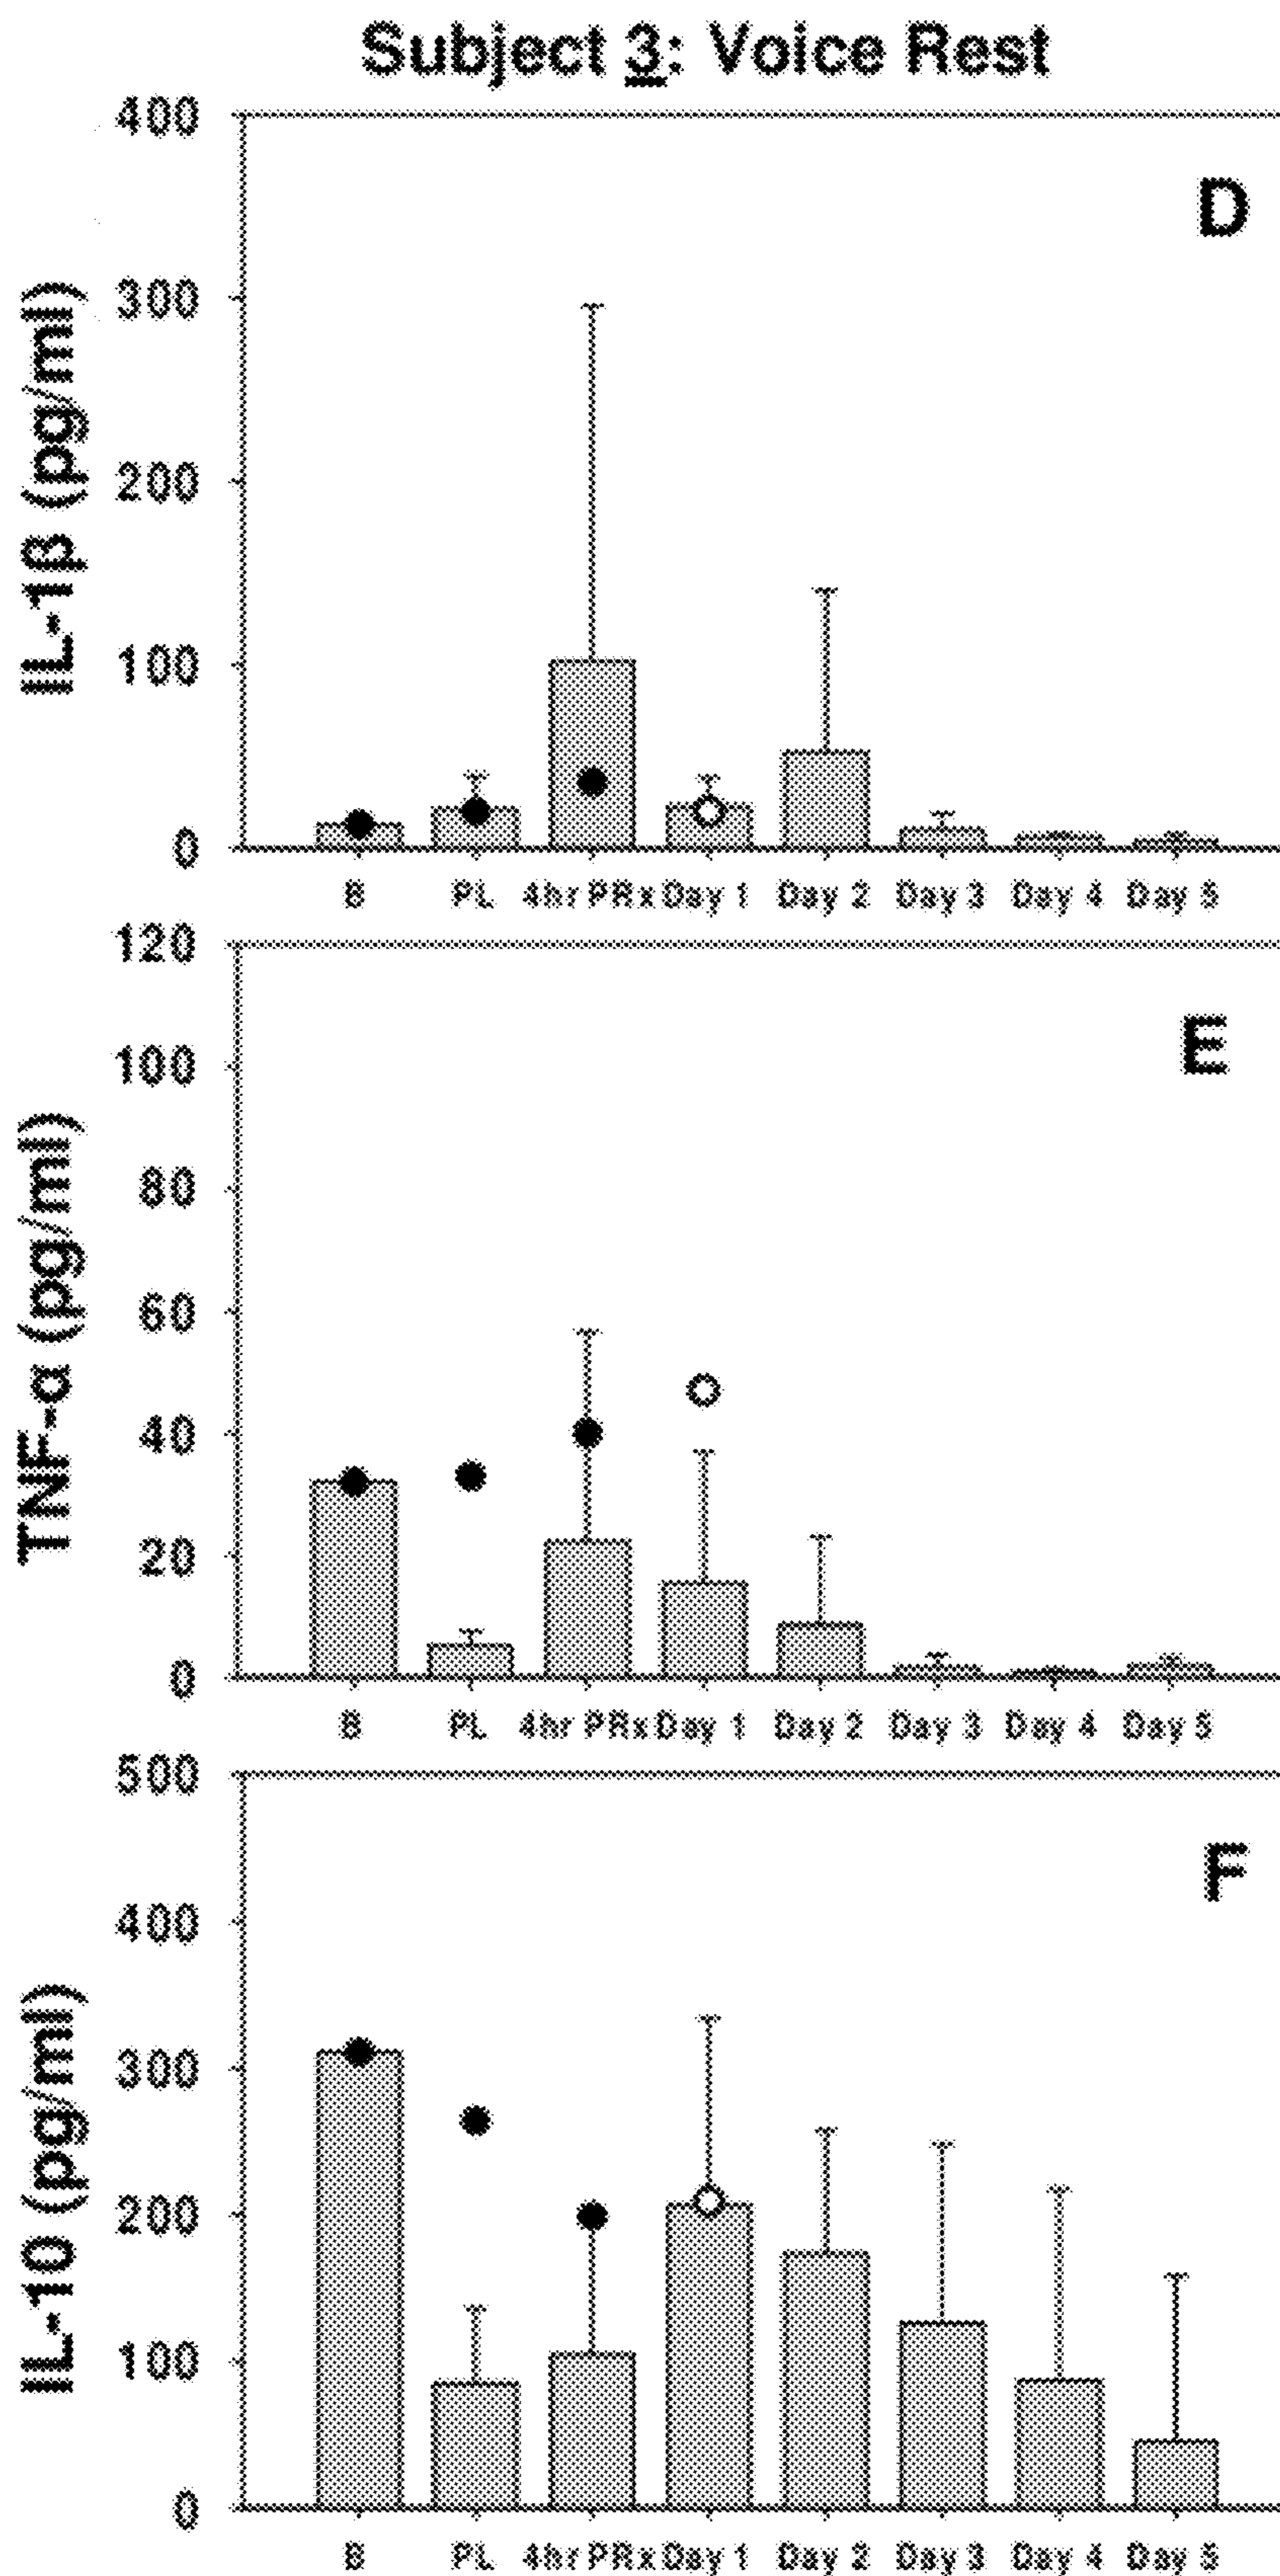 Subject 3: Voice Rest
D
IL-1β (pg/ml)
400
300
200
100
0
B PL 4hr PRx Day 1 Day 2 Day 3 Day 4 Day 5
E
TNF-α (pg/ml)
120
100
80
60
40
20
0
B PL 4hr PRx Day 1 Day 2 Day 3 Day 4 Day 5
F
IL-10 (pg/ml)
500
400
300
200
100
0
B PL 4hr PRx Day 1 Day 2 Day 3 Day 4 Day 5